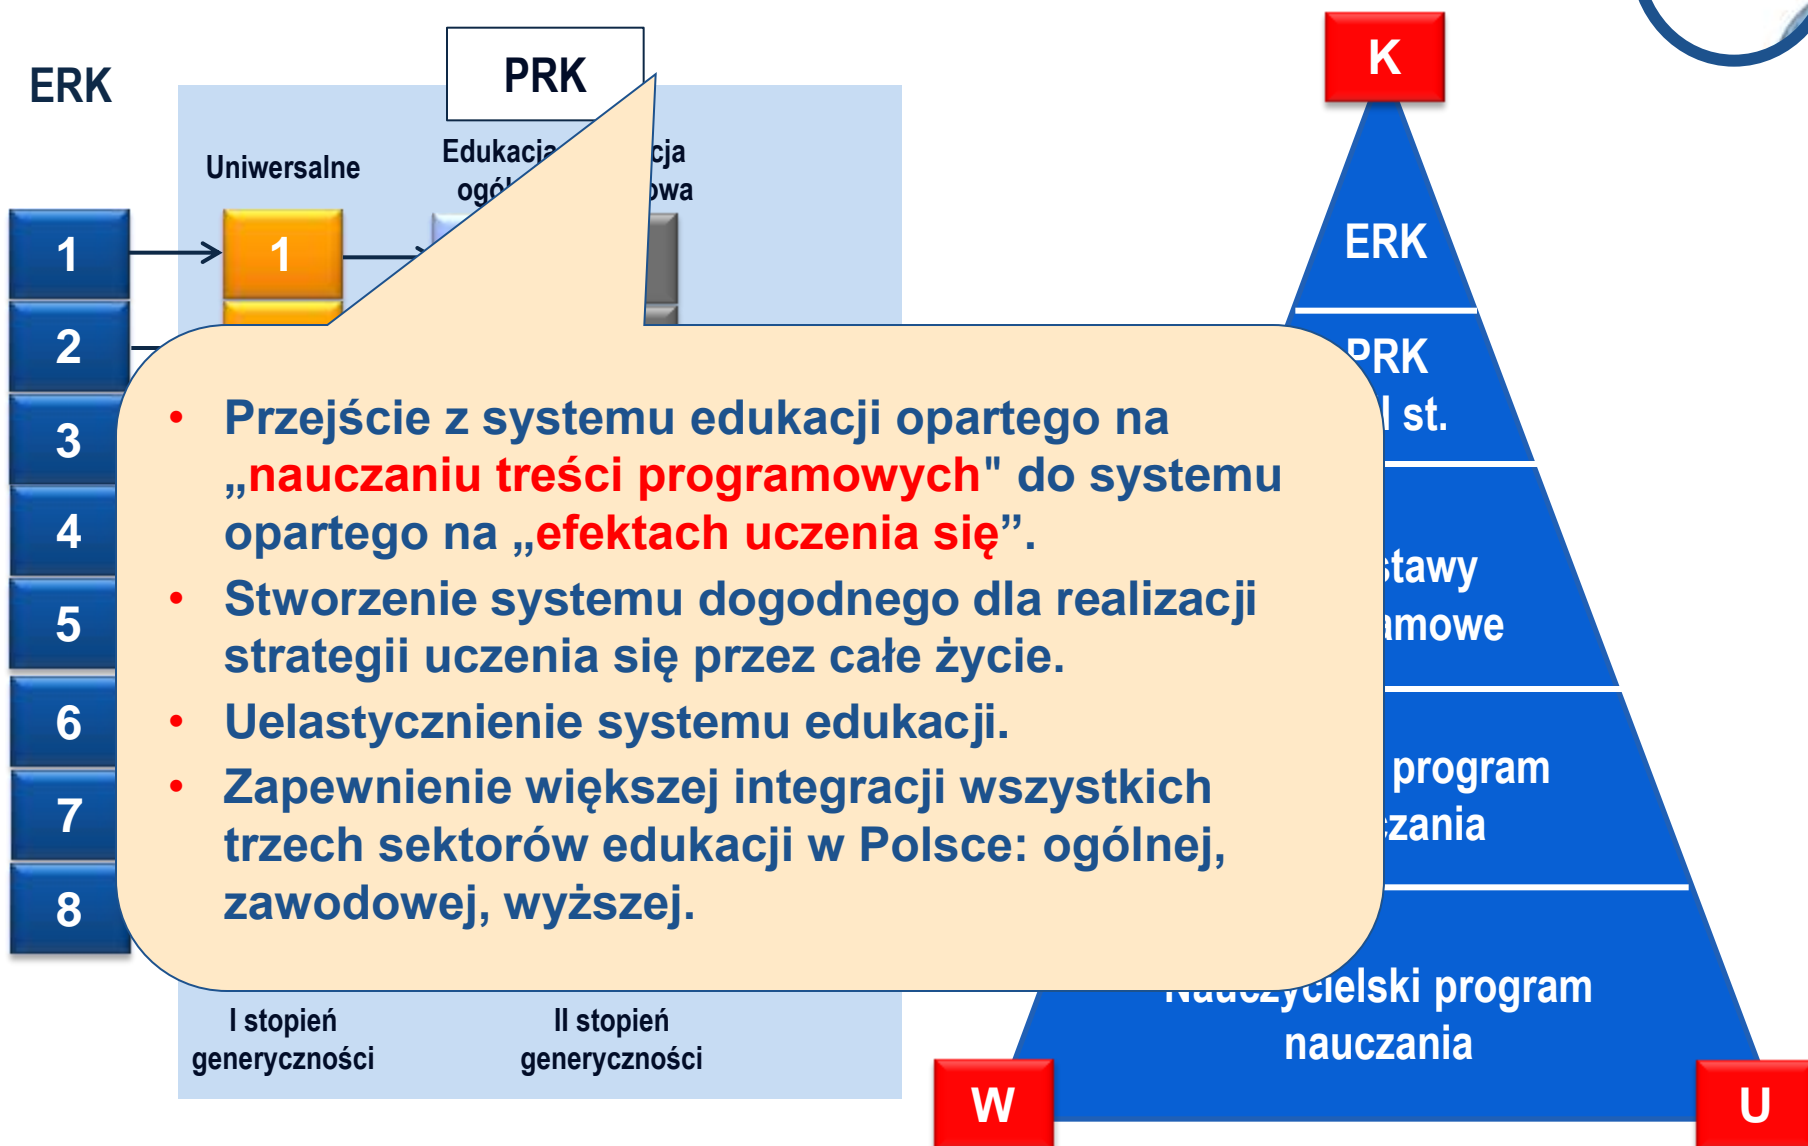 ERK
PRK
Uniwersalne
Edukacja
ogól
cja
owa
1
2
3
4
5
6
7
8
1
• Przejście z systemu edukacji opartego na
„nauczaniu treści programowych" do systemu
opartego na „efektach uczenia się”.
• Stworzenie systemu dogodnego dla realizacji
strategii uczenia się przez całe życie.
• Uelastycznienie systemu edukacji.
• Zapewnienie większej integracji wszystkich
trzech sektorów edukacji w Polsce: ogólnej,
zawodowej, wyższej.
I stopień
generyczności
II stopień
generyczności
K
ERK
PRK
st.
stawy
amowe
program
zania
Nauczycielski program
nauczania
W
U